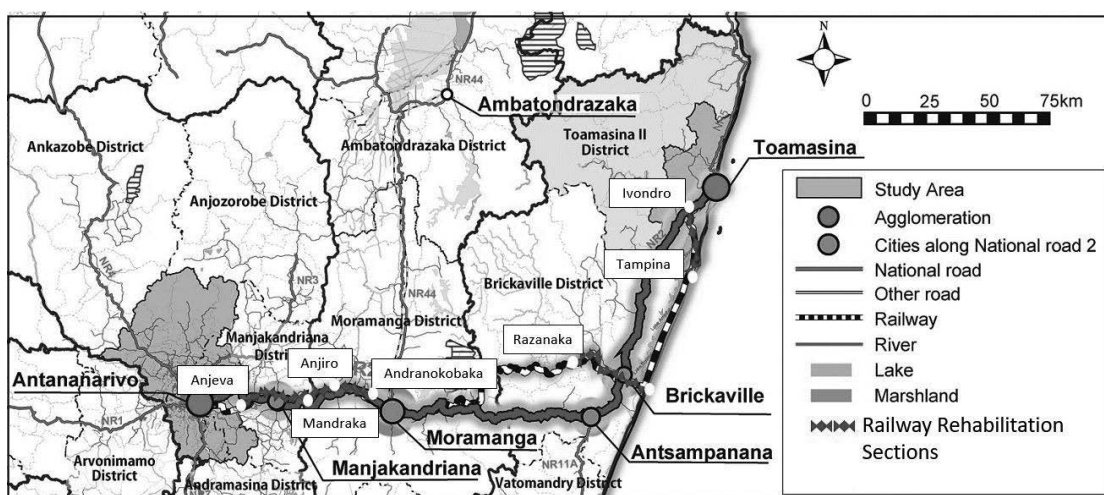 N
0 25 50 75km
NR44
Ambatondrazaka
Ankazobe District
Ambatondrazaka District
Toamasina II
District
Toamasina
Anjozorobe District
Ivondro
NR2
Tampina
NR3
NR44
Brickaville District
Moramanga District
Manjakandriana
Anjiro
Razanaka
Andranokobaka
Antananarivo
Anjeva
Mandraka
Brickaville
NR1
Moramanga
Antsampanana
Arvonimamo
District
Manjakandriana
Andramasina District
NR11A
Vatomandry District
Study Area
Agglomeration
Cities along National road 2
National road
Other road
Railway
River
Lake
Marshland
Railway Rehabilitation
Sections